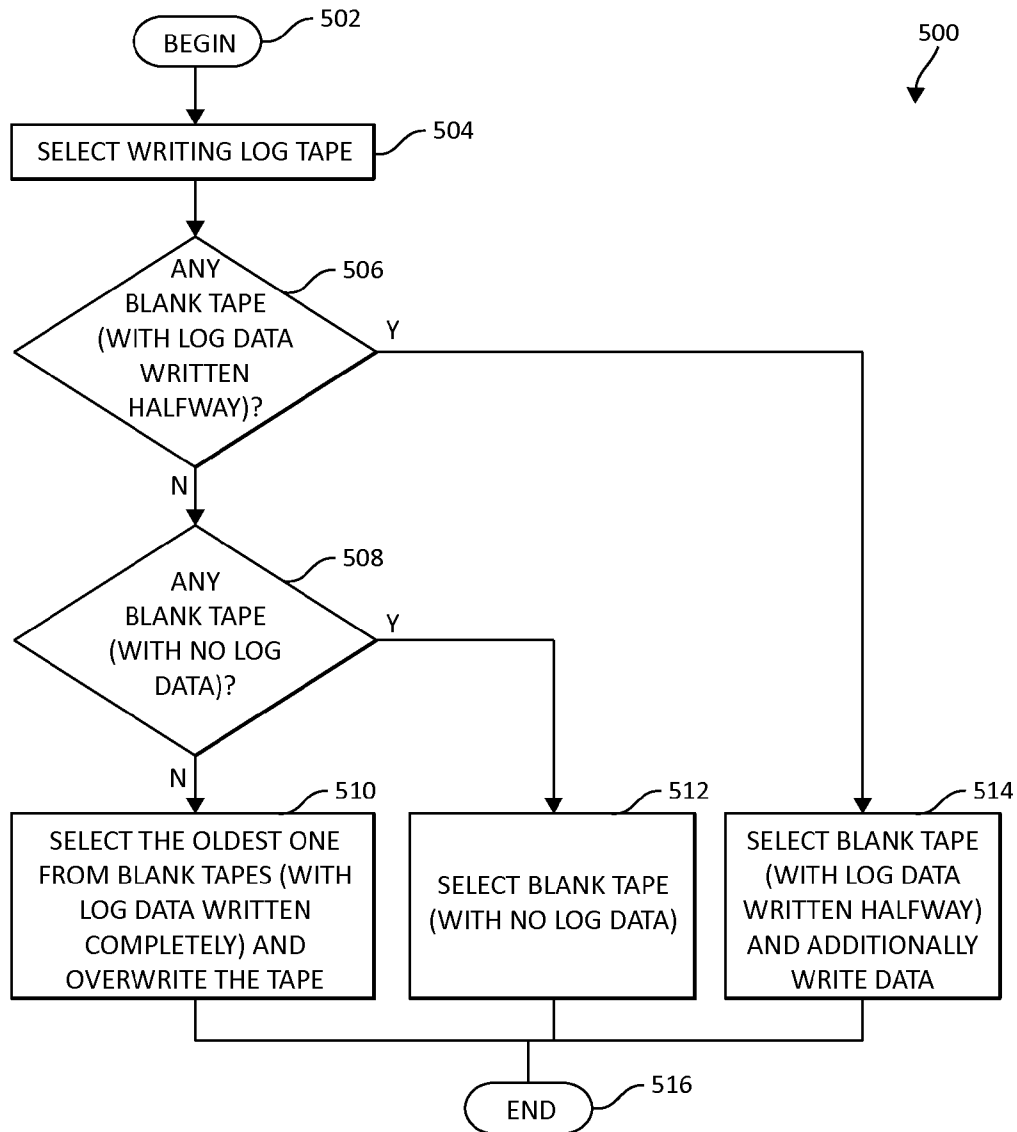 502
BEGIN
500
504
SELECT WRITING LOG TAPE
506
ANY
BLANK TAPE
(WITH LOG DATA
WRITTEN
HALFWAY)?
Y
N
508
ANY
BLANK TAPE
(WITH NO LOG
DATA)?
Y
N
510
SELECT THE OLDEST ONE
FROM BLANK TAPES (WITH
LOG DATA WRITTEN
COMPLETELY) AND
OVERWRITE THE TAPE
512
SELECT BLANK TAPE
(WITH NO LOG DATA)
514
SELECT BLANK TAPE
(WITH LOG DATA
WRITTEN HALFWAY)
AND ADDITIONALLY
WRITE DATA
516
END